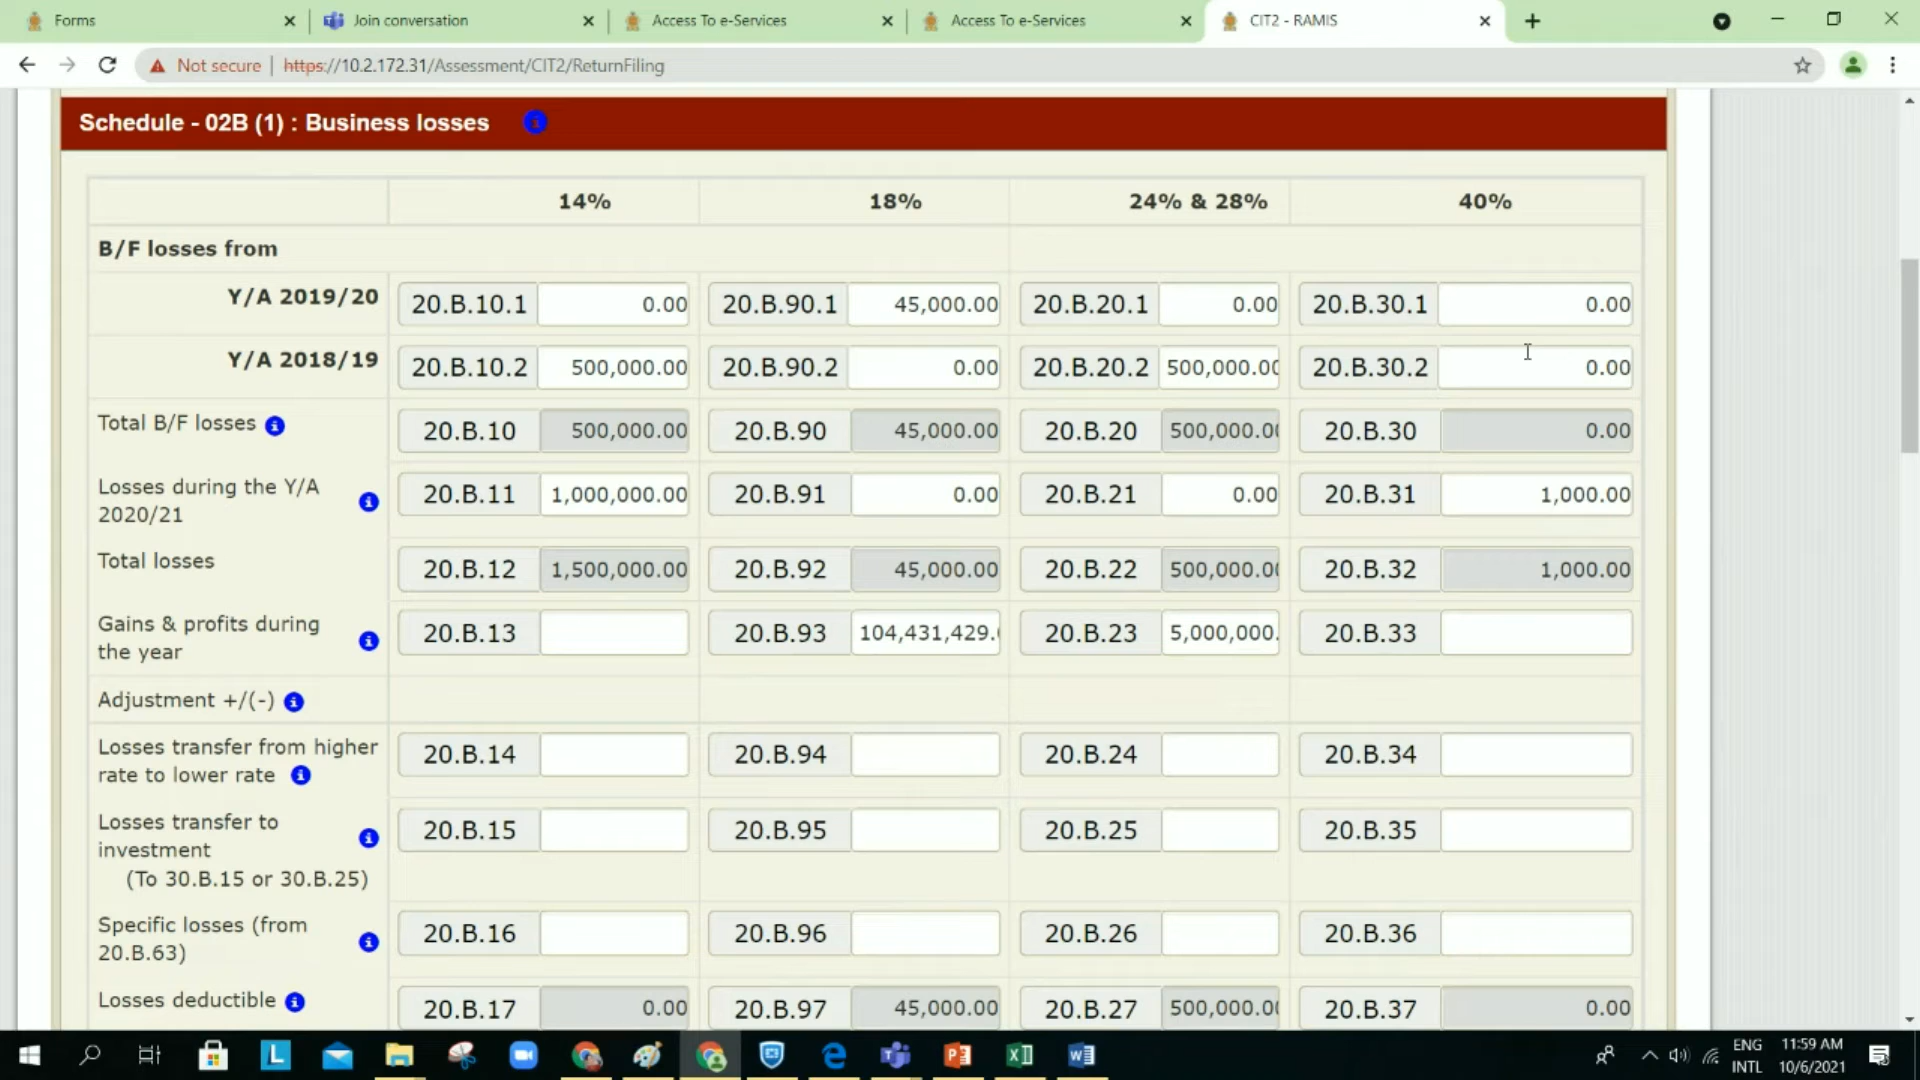 Forms
Join conversation
Access To e-Services
Access To e-Services
CIT2 - RAMIS
Not secure | https://10.2.172.31/Assessment/CIT2/ReturnFiling
Schedule - 02B (1) : Business losses
14% 18% 24% & 28% 40%
B/F losses from
Y/A 2019/20 20.B.10.1 0.00 20.B.90.1 45,000.00 20.B.20.1 0.00 20.B.30.1 0.00
Y/A 2018/19 20.B.10.2 500,000.00 20.B.90.2 0.00 20.B.20.2 500,000.00 20.B.30.2 0.00
Total B/F losses 20.B.10 500,000.00 20.B.90 45,000.00 20.B.20 500,000.00 20.B.30 0.00
Losses during the Y/A
2020/21
20.B.11 1,000,000.00 20.B.91 0.00 20.B.21 0.00 20.B.31 1,000.00
Total losses 20.B.12 1,500,000.00 20.B.92 45,000.00 20.B.22 500,000.00 20.B.32 1,000.00
Gains & profits during
the year
20.B.13 20.B.93 104,431,429. 20.B.23 5,000,000. 20.B.33
Adjustment +/(-)
Losses transfer from higher
rate to lower rate
20.B.14 20.B.94 20.B.24 20.B.34
Losses transfer to
investment
(To 30.B.15 or 30.B.25)
20.B.15 20.B.95 20.B.25 20.B.35
Specific losses (from
20.B.63)
20.B.16 20.B.96 20.B.26 20.B.36
Losses deductible 20.B.17 0.00 20.B.97 45,000.00 20.B.27 500,000.00 20.B.37 0.00
ENG
INTL
11:59 AM
10/6/2021